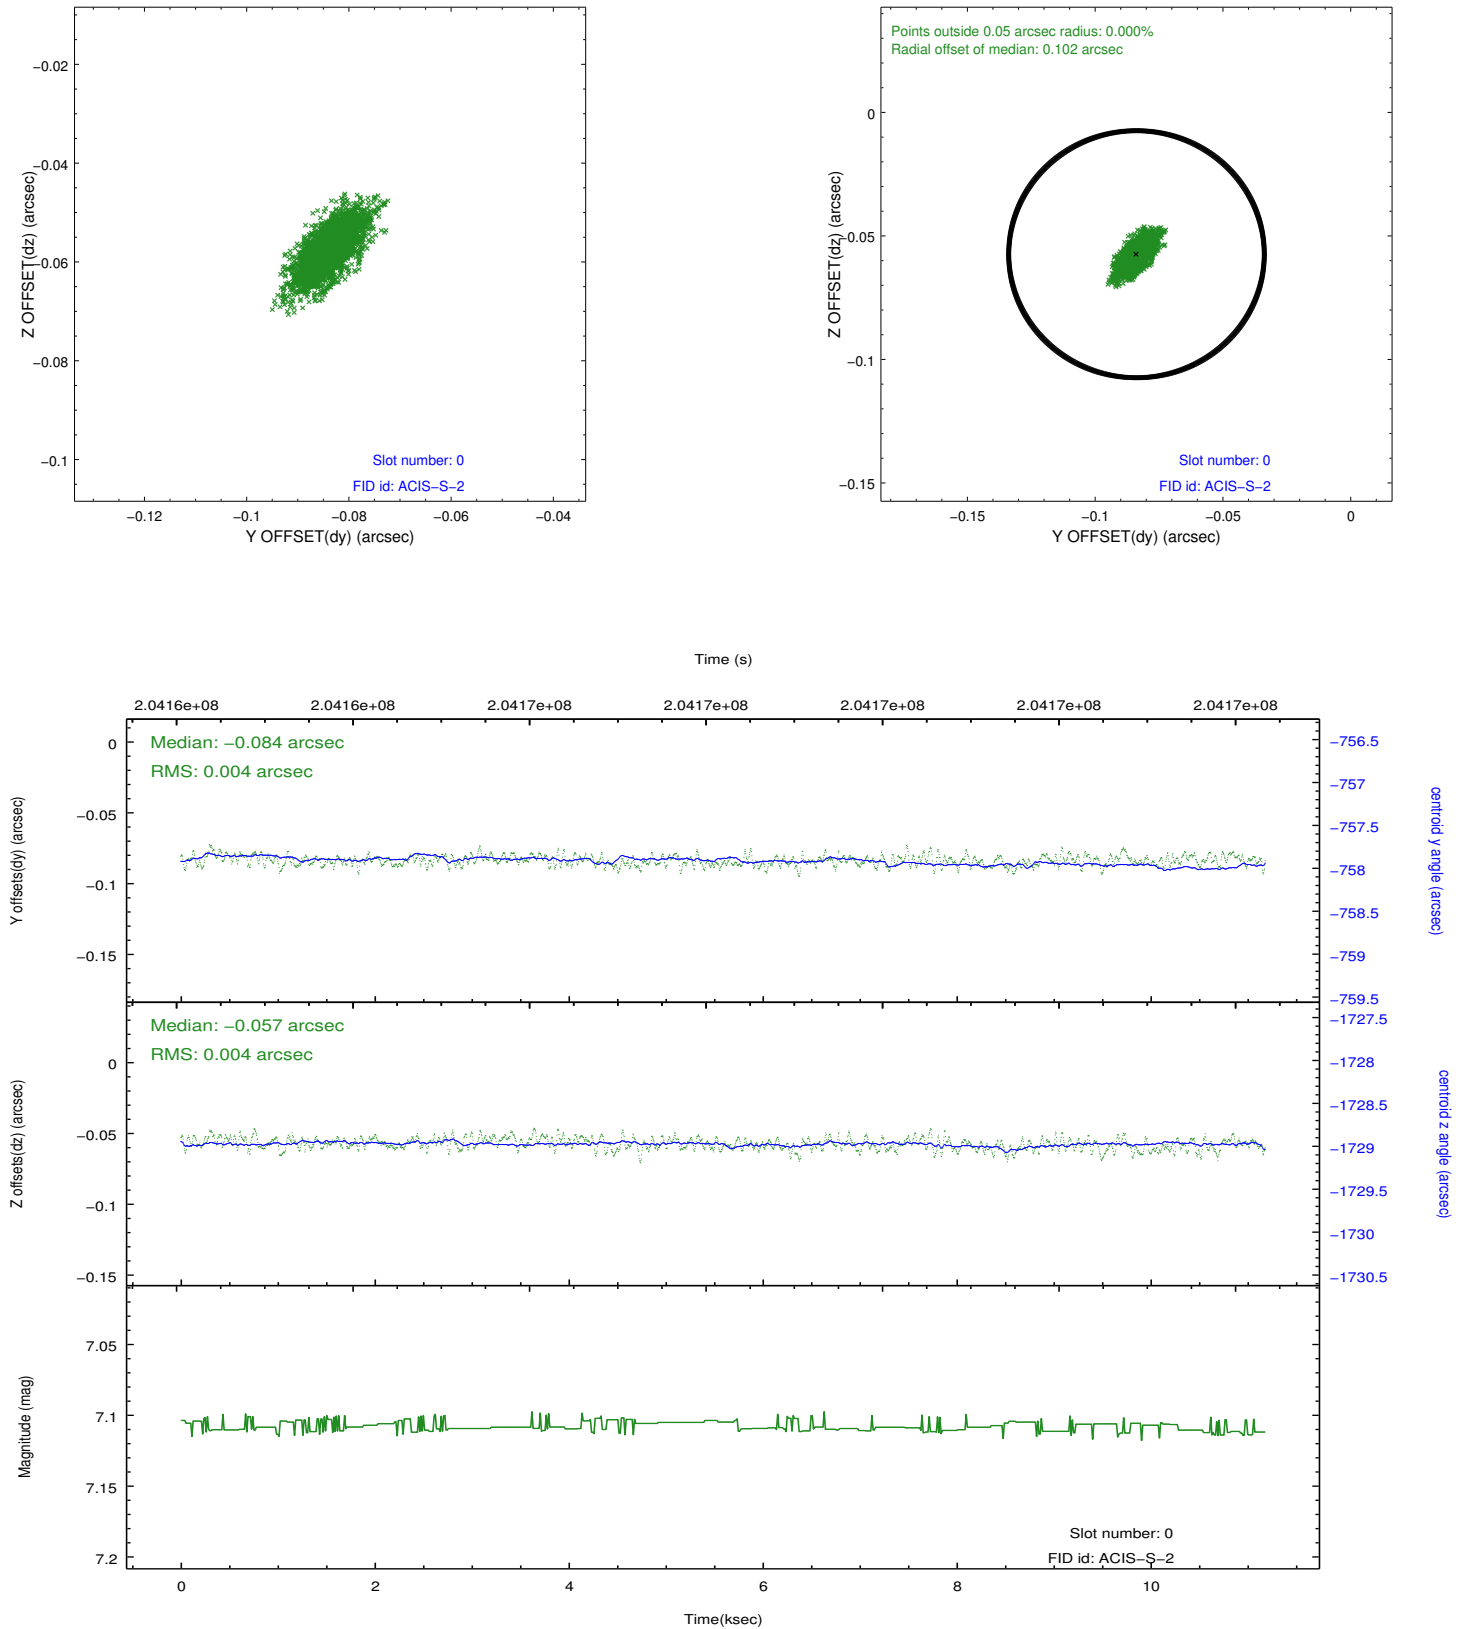 −0.02
−0.04
−0.06
−0.08
−0.1
Z OFFSET(dz) (arcsec)
Slot number: 0
FID id: ACIS−S−2
−0.12
−0.1
−0.08
−0.06
−0.04
Y OFFSET(dy) (arcsec)
Points outside 0.05 arcsec radius: 0.000%
Radial offset of median: 0.102 arcsec
0
−0.05
−0.1
−0.15
Z OFFSET(dz) (arcsec)
Slot number: 0
FID id: ACIS−S−2
−0.15
−0.1
−0.05
0
Y OFFSET(dy) (arcsec)
Time (s)
2.0416e+08
2.0416e+08
2.0417e+08
2.0417e+08
2.0417e+08
2.0417e+08
2.0417e+08
Median: −0.084 arcsec
RMS: 0.004 arcsec
0
−0.05
−0.1
−0.15
Y offsets(dy) (arcsec)
−756.5
−757
−757.5
−758
−758.5
−759
−759.5
centroid y angle (arcsec)
Median: −0.057 arcsec
RMS: 0.004 arcsec
0
−0.05
−0.1
−0.15
Z offsets(dz) (arcsec)
−1727.5
−1728
−1728.5
−1729
−1729.5
−1730
−1730.5
centroid z angle (arcsec)
7.05
7.1
7.15
7.2
Magnitude (mag)
Slot number: 0
FID id: ACIS−S−2
0
2
4
6
8
10
Time(ksec)